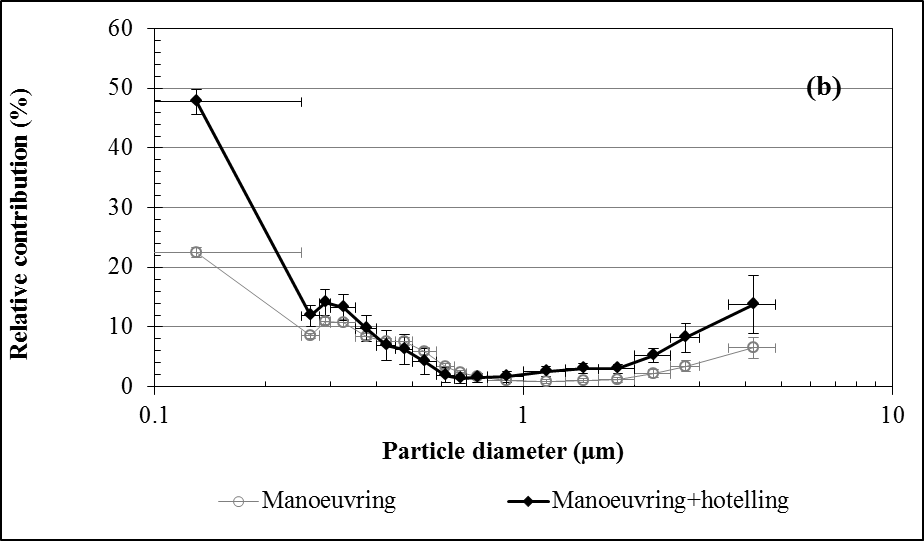 60
50
(b)
40
30
20
10
0
0.1 1 10
Relative contribution (%)
Particle diameter (µm)
Manoeuvring Manoeuvring+hotelling